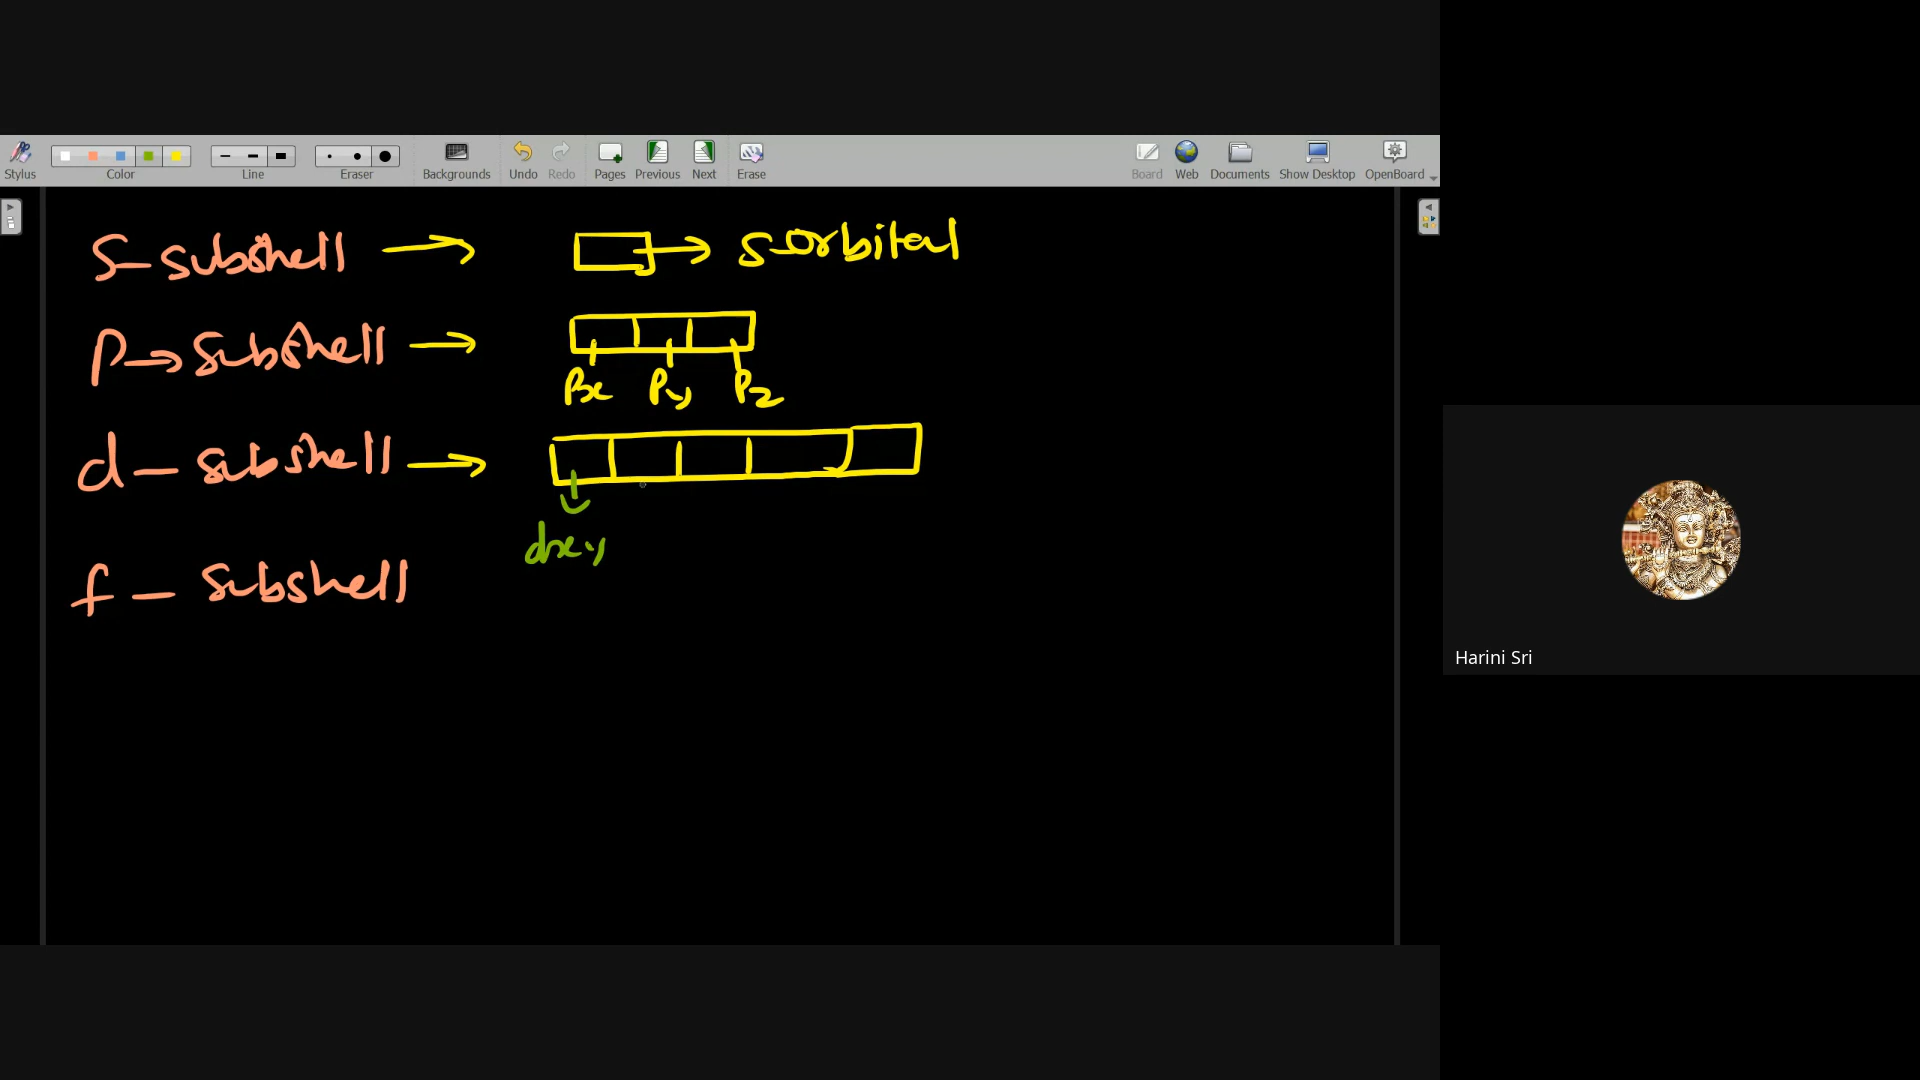 Stylus Color Line Eraser Backgrounds Undo Redo Pages Previous Next Erase Board Web Documents Show Desktop OpenBoard
S-subshell → → s-orbital
P→ subshell →
Px Py Pz
d - subshell →
dxy
f - subshell
Harini Sri